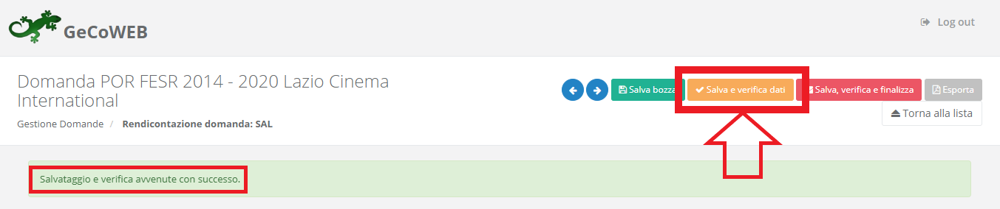 GeCoWEB
Log out
Domanda POR FESR 2014 - 2020 Lazio Cinema
International
Gestione Domande / Rendicontazione domanda: SAL
Salva bozza
Salva e verifica dati
Salva, verifica e finalizza
Esporta
Torna alla lista
Salvataggio e verifica avvenute con successo.